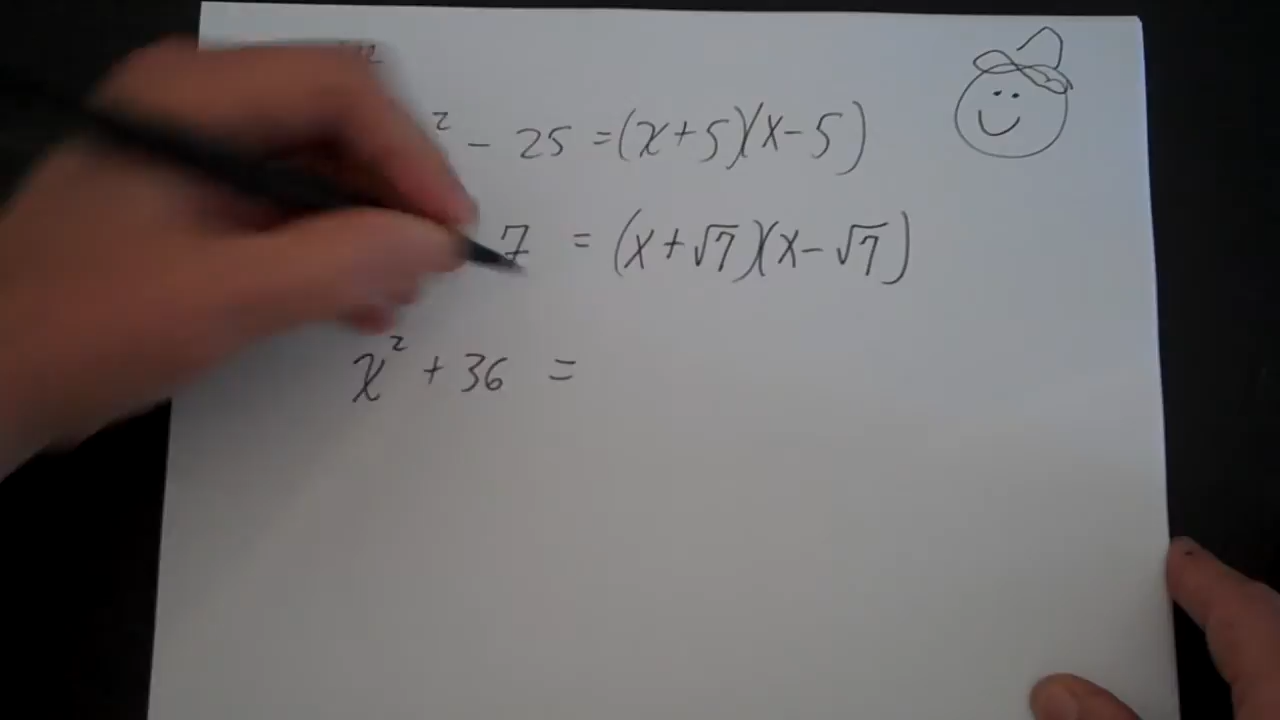 ² - 25 = (x+5)(x-5)
7 = (x+√7)(x-√7)
x² + 36 =